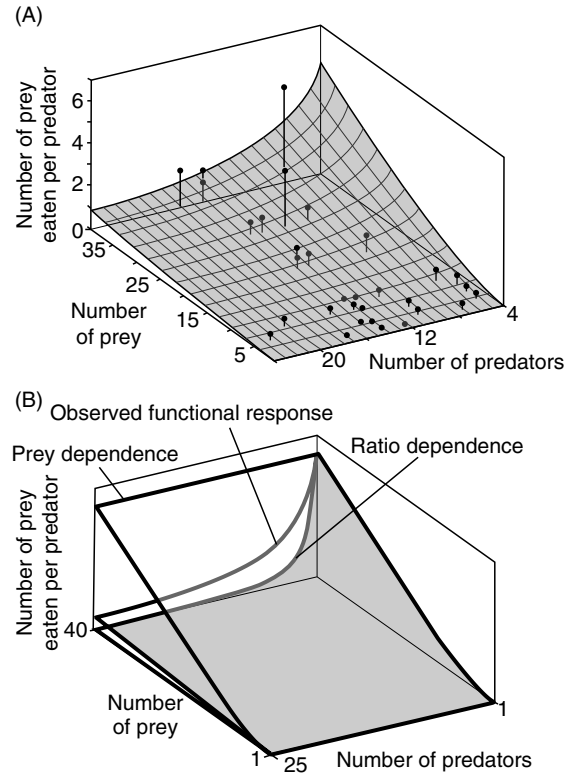 (A)
Number of prey
eaten per predator
6
4
2
0
35
25
15
5
Number
of prey
20
12
4
Number of predators
(B)
Observed functional response
Prey dependence
Ratio dependence
Number of prey
eaten per predator
40
Number
of prey
1
25
1
Number of predators